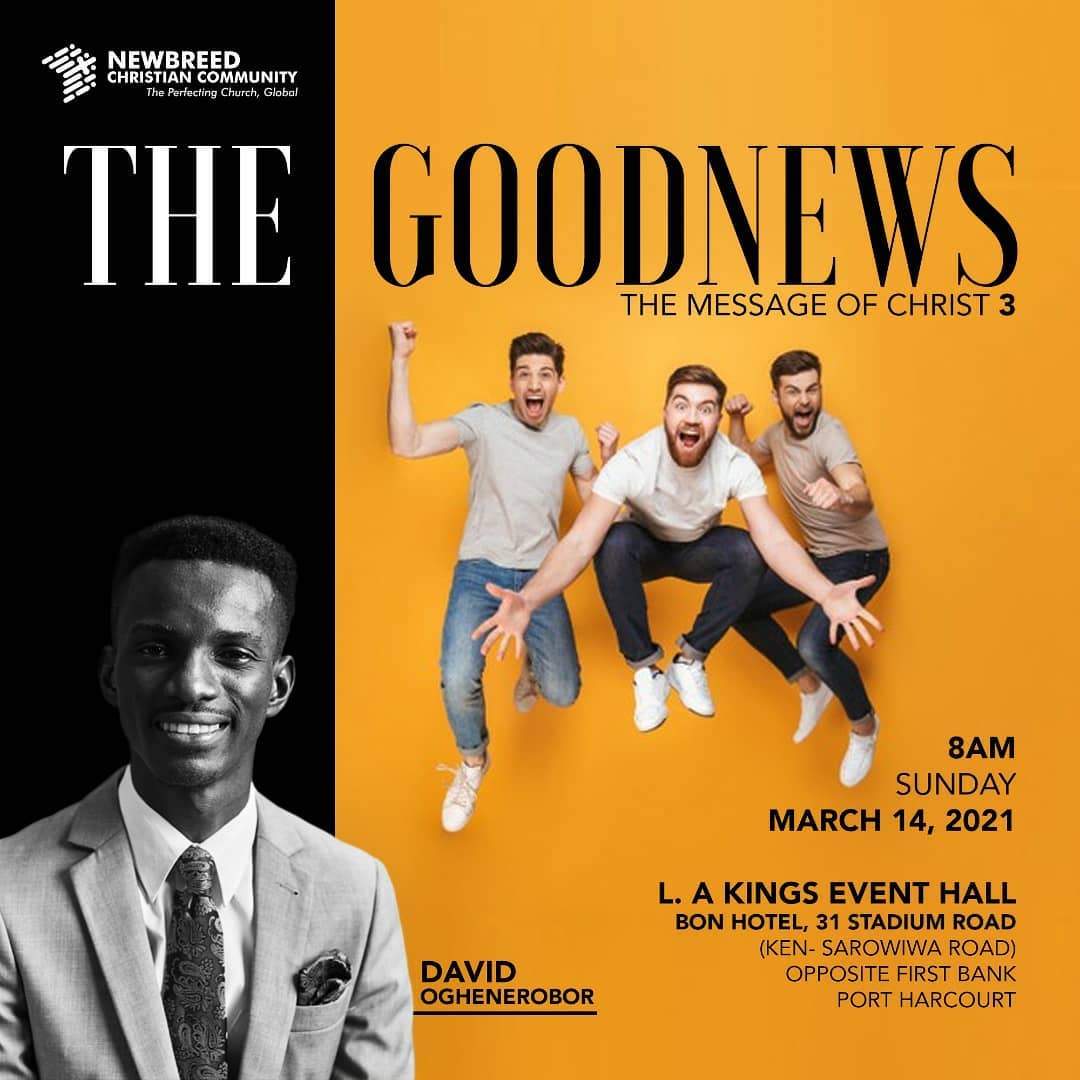 NEWBREED
CHRISTIAN COMMUNITY
The Perfecting Church, Global
THE GOODNEWS
THE MESSAGE OF CHRIST 3
8AM
SUNDAY
MARCH 14, 2021
L. A KINGS EVENT HALL
BON HOTEL, 31 STADIUM ROAD
(KEN- SAROWIWA ROAD)
OPPOSITE FIRST BANK
PORT HARCOURT
DAVID
OGHENEROBOR